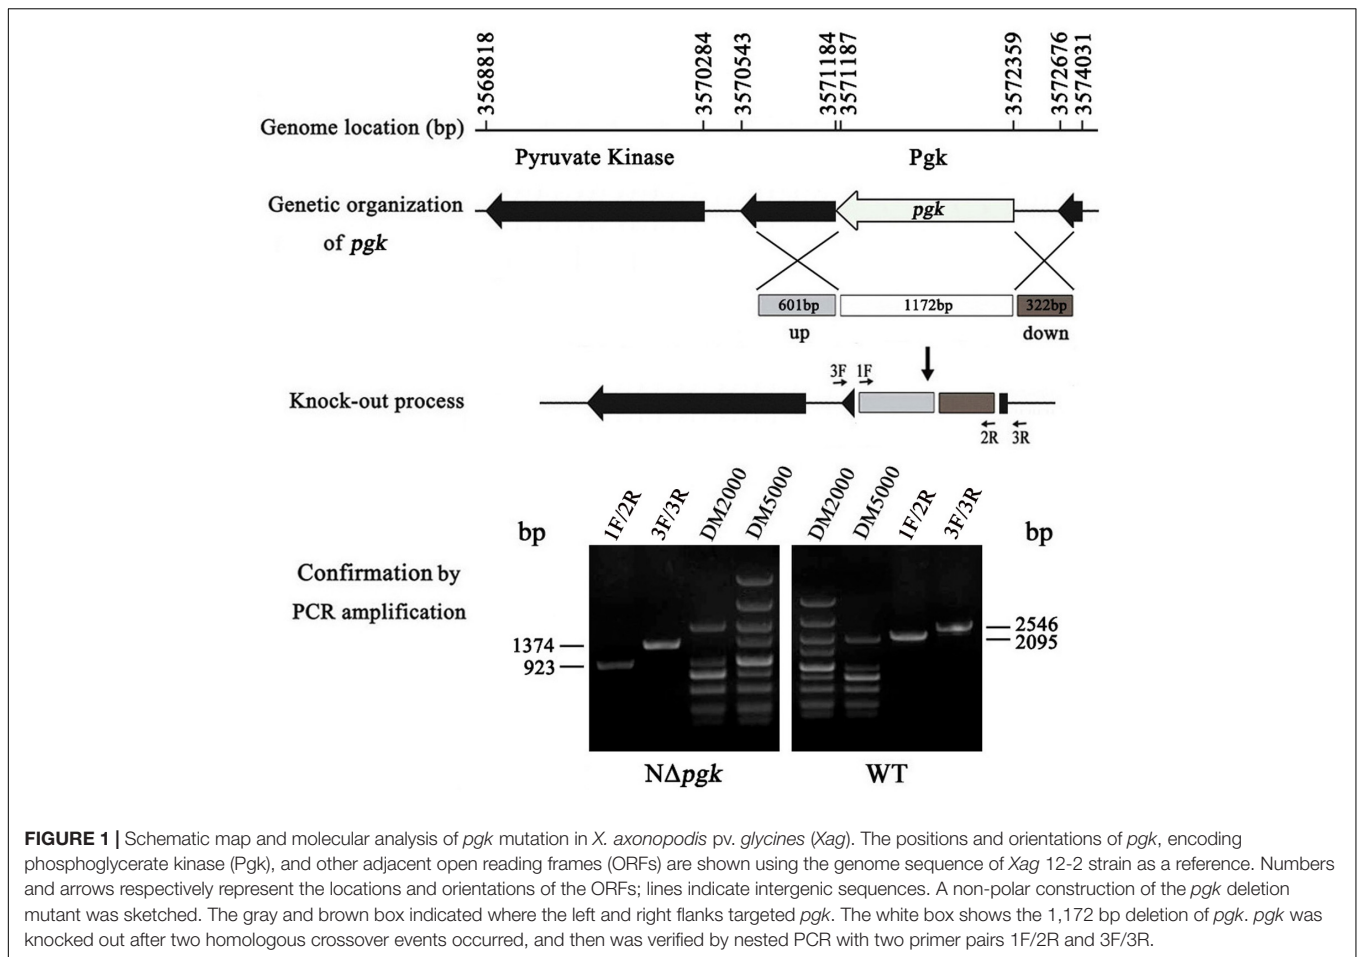 3568818
3570284
3570543
3571184
3571187
3572359
3572676
3574031
Genome location (bp)
Pyruvate Kinase
Pgk
Genetic organization
of pgk
pgk
601bp
1172bp
322bp
up
down
3F
1F
Knock-out process
2R
3R
1F/2R
3F/3R
DM2000
DM5000
DM2000
DM5000
1F/2R
3F/3R
bp
bp
Confirmation by
PCR amplification
1374
923
2546
2095
NΔpgk
WT
FIGURE 1 | Schematic map and molecular analysis of pgk mutation in X. axonopodis pv. glycines (Xag). The positions and orientations of pgk, encoding
phosphoglycerate kinase (Pgk), and other adjacent open reading frames (ORFs) are shown using the genome sequence of Xag 12-2 strain as a reference. Numbers
and arrows respectively represent the locations and orientations of the ORFs; lines indicate intergenic sequences. A non-polar construction of the pgk deletion
mutant was sketched. The gray and brown box indicated where the left and right flanks targeted pgk. The white box shows the 1,172 bp deletion of pgk. pgk was
knocked out after two homologous crossover events occurred, and then was verified by nested PCR with two primer pairs 1F/2R and 3F/3R.